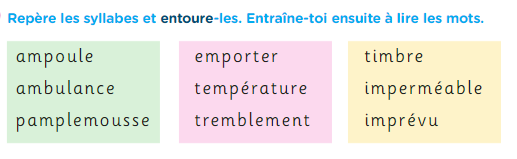 Repère les syllabes et entoure-les. Entraîne-toi ensuite à lire les mots.
ampoule
ambulance
pamplemousse
emporter
température
tremblement
timbre
imperméable
imprévu